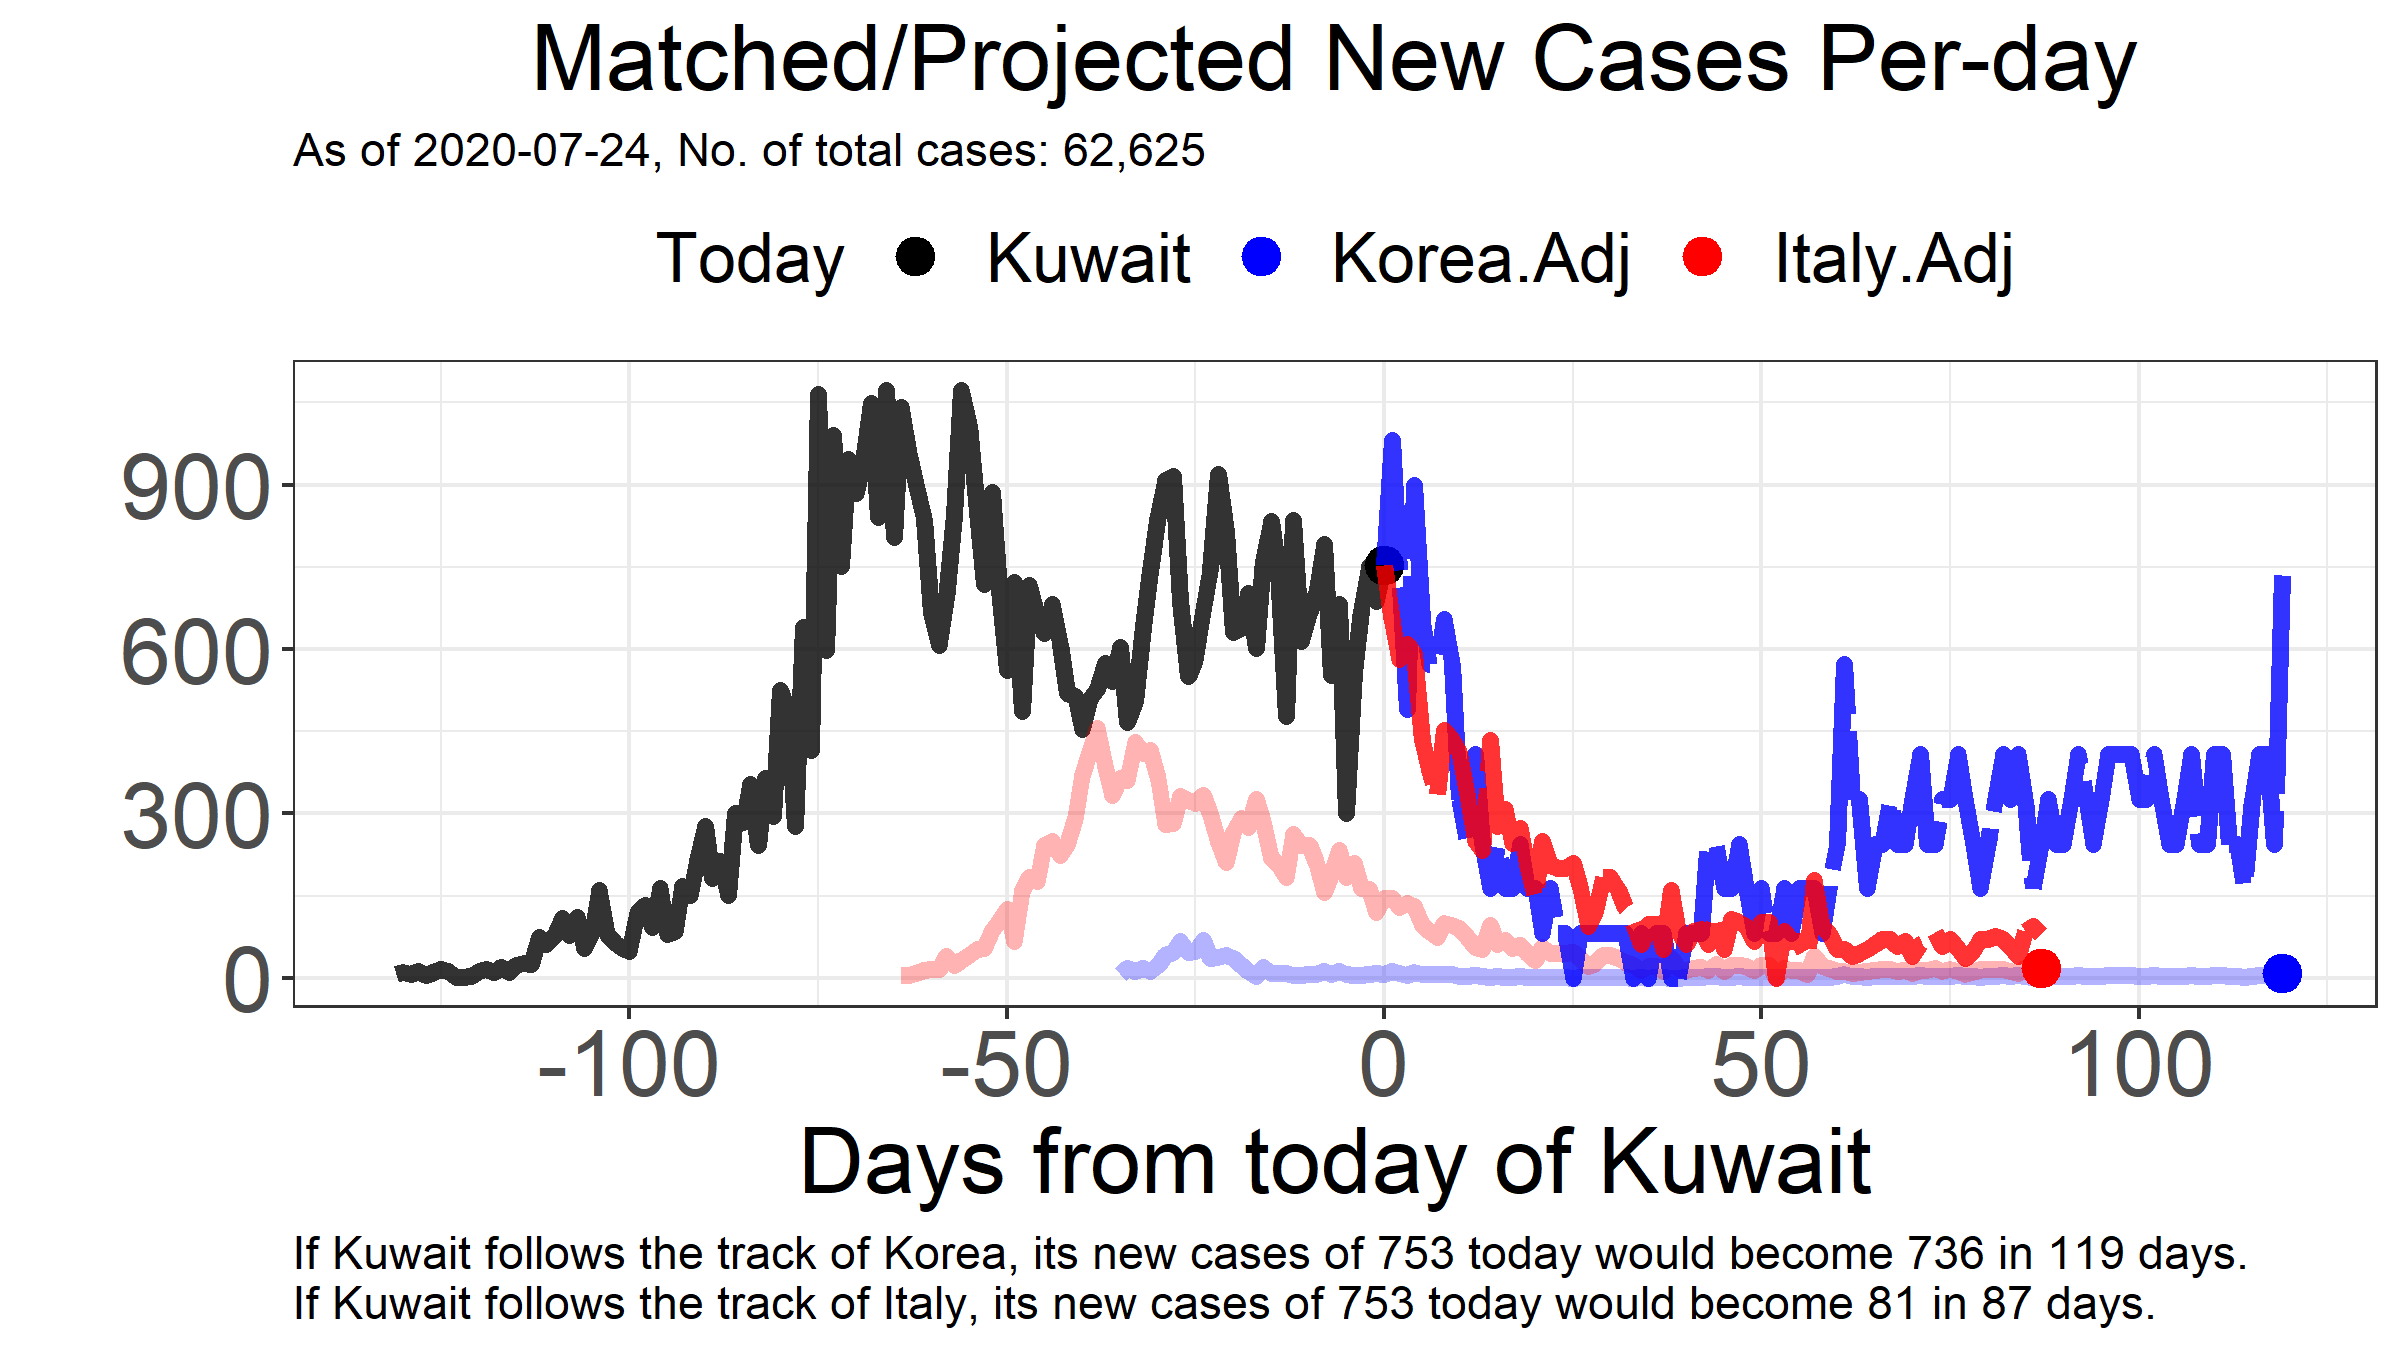 Matched/Projected New Cases Per-day
As of 2020-07-24, No. of total cases: 62,625
Today Kuwait Korea.Adj Italy.Adj
900
600
300
0
-100 -50 0 50 100
Days from today of Kuwait
If Kuwait follows the track of Korea, its new cases of 753 today would become 736 in 119 days.
If Kuwait follows the track of Italy, its new cases of 753 today would become 81 in 87 days.